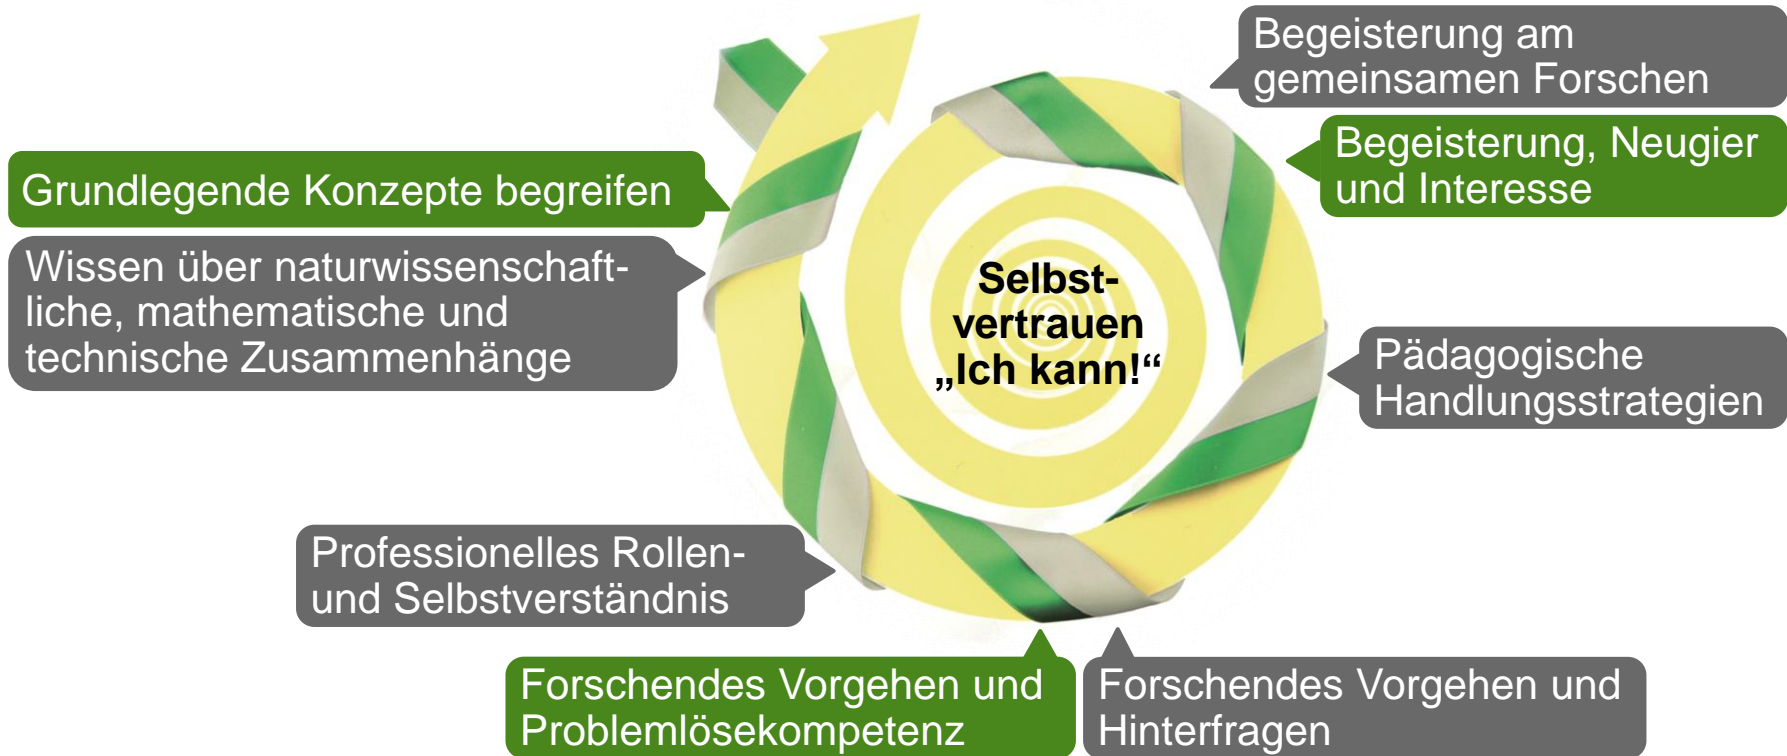 Begeisterung am
gemeinsamen Forschen
Begeisterung, Neugier
und Interesse
Grundlegende Konzepte begreifen
Wissen über naturwissenschaft-
liche, mathematische und
technische Zusammenhänge
Selbst-
vertrauen
„Ich kann!“
Pädagogische
Handlungsstrategien
Professionelles Rollen-
und Selbstverständnis
Forschendes Vorgehen und
Problemlösekompetenz
Forschendes Vorgehen und
Hinterfragen